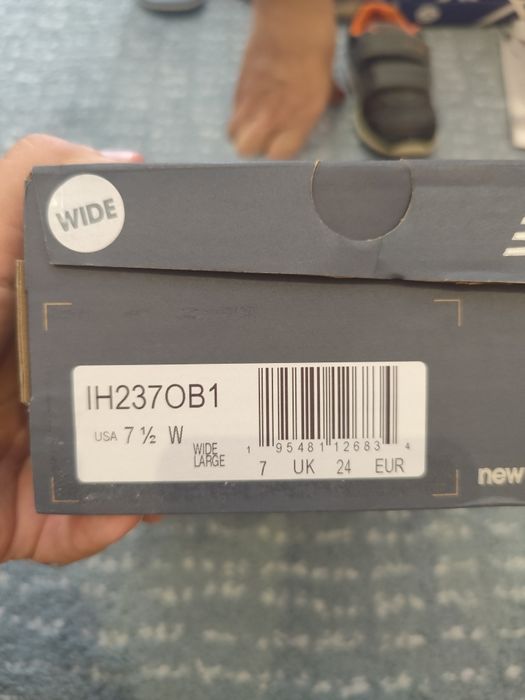 WIDE
IH237OB1
USA 7 ½ W
WIDE
LARGE
1 95481 12683 4
7 UK 24 EUR
new